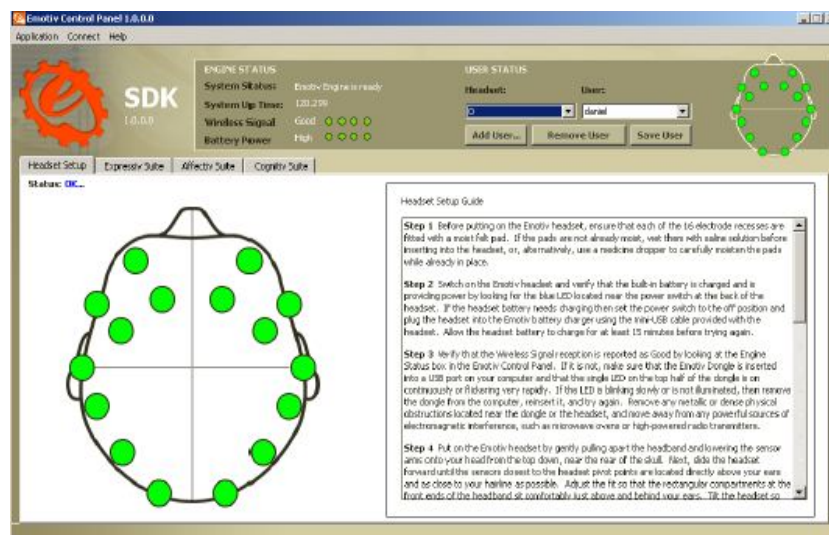 Emotiv Control Panel 1.0.0.0
Application Connect Help
SDK
1.0.0.0
ENGINE STATUS
System Status: Emotiv Engine is ready
System Up Time: 120.299
Wireless Signal Good
Battery Power High
USER STATUS
Headset: User:
0 daniel
Add User... Remove User Save User
Headset Setup Expressiv Suite Affectiv Suite Cognitiv Suite
Status: OK...
Headset Setup Guide
Step 1 Before putting on the Emotiv headset, ensure that each of the 16 electrode recesses are
fitted with a moist felt pad. If the pads are not already moist, wet them with saline solution before
inserting into the headset, or, alternatively, use a medicine dropper to carefully moisten the pads
while already in place.
Step 2 Switch on the Emotiv headset and verify that the built-in battery is charged and is
providing power by looking for the blue LED located near the power switch at the back of the
headset. If the headset battery needs charging then set the power switch to the off position and
plug the headset into the Emotiv battery charger using the mini-USB cable provided with the
headset. Allow the headset battery to charge for at least 15 minutes before trying again.
Step 3 Verify that the Wireless Signal reception is reported as Good by looking at the Engine
Status box in the Emotiv Control Panel. If it is not, make sure that the Emotiv Dongle is inserted
into a USB port on your computer and that the single LED on the top half of the dongle is on
continuously or flickering very rapidly. If the LED is blinking slowly or is not illuminated, then remove
the dongle from the computer, reinsert it, and try again. Remove any metallic or dense physical
obstructions located near the dongle or the headset, and move away from any powerful sources of
electromagnetic interference, such as microwave ovens or high-powered radio transmitters.
Step 4 Put on the Emotiv headset by gently pulling apart the headband and lowering the sensor
arms onto your head from the top down, near the rear of the skull. Next, slide the headset
forward until the sensors closest to the headset pivot points are located directly above your ears
and as close to your hairline as possible. Adjust the fit so that the rectangular compartments at the
front ends of the headband sit comfortably just above and behind your ears. Tilt the headset so